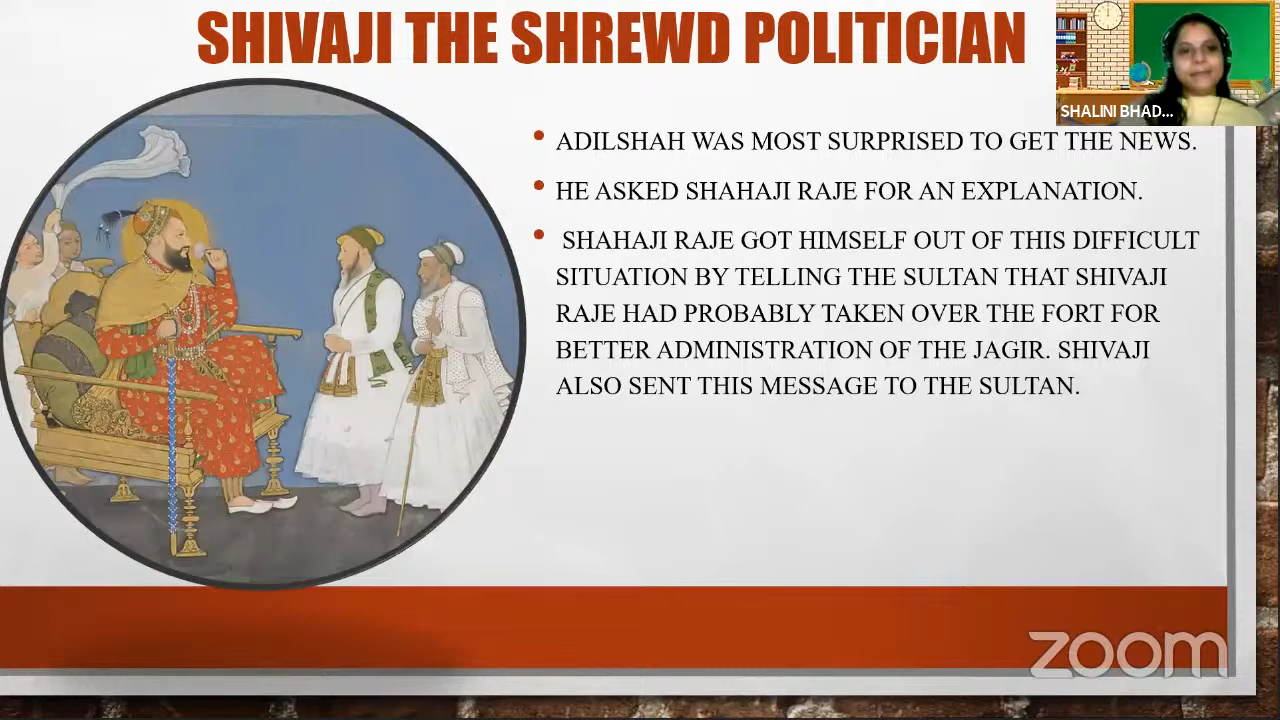 SHIVAJI THE SHREWD POLITICIAN
SHALINI BHAD...
• ADILSHAH WAS MOST SURPRISED TO GET THE NEWS.
• HE ASKED SHAHAJI RAJE FOR AN EXPLANATION.
• SHAHAJI RAJE GOT HIMSELF OUT OF THIS DIFFICULT
SITUATION BY TELLING THE SULTAN THAT SHIVAJI
RAJE HAD PROBABLY TAKEN OVER THE FORT FOR
BETTER ADMINISTRATION OF THE JAGIR. SHIVAJI
ALSO SENT THIS MESSAGE TO THE SULTAN.
zoom